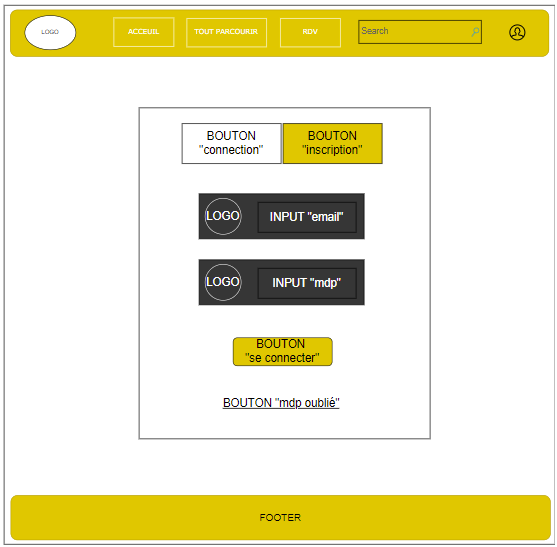 LOGO
ACCEUIL
TOUT PARCOURIR
RDV
Search
BOUTON
"connection"
BOUTON
"inscription"
LOGO
INPUT "email"
LOGO
INPUT "mdp"
BOUTON
"se connecter"
BOUTON "mdp oublié"
FOOTER